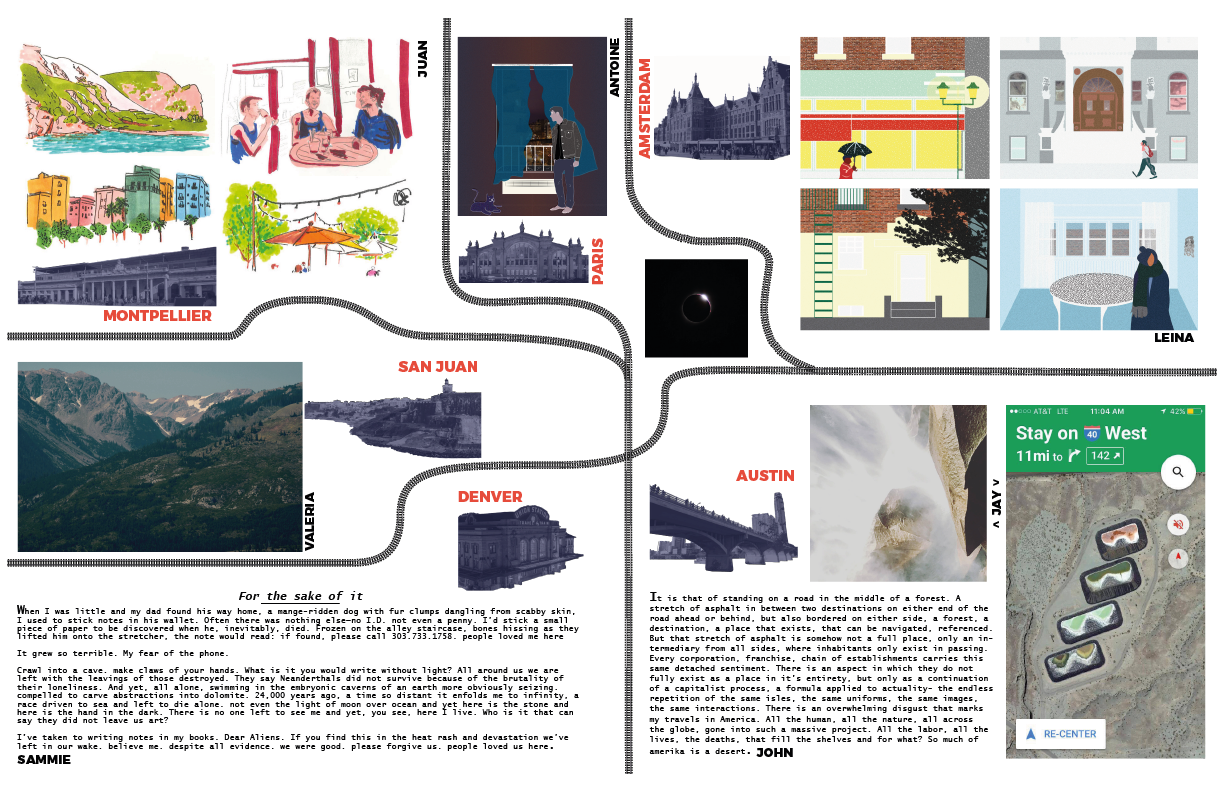 JUAN
MONTPELLIER
ANTOINE
PARIS
AMSTERDAM
LEINA
VALERIA
SAN JUAN
DENVER
AUSTIN
^ JAY >
AT&T LTE 11:04 AM 42%
Stay on 40 West
11mi to 142
RE-CENTER
For the sake of it
When I was little and my dad found his way home, a mange-ridden dog with fur clumps dangling from scabby skin,
I used to stick notes in his wallet. Often there was nothing else—no I.D. not even a penny. I'd stick a small
piece of paper to be discovered when he, inevitably, died. Frozen on the alley staircase, bones hissing as they
lifted him onto the stretcher, the note would read: if found, please call 303.733.1758. people loved me here
It grew so terrible. My fear of the phone.
Crawl into a cave. make claws of your hands. What is it you would write without light? All around us we are
left with the leavings of those destroyed. They say Neanderthals did not survive because of the brutality of
their loneliness. And yet, all alone, swimming in the embryonic caverns of an earth more obviously seizing.
compelled to carve abstractions into dolomite. 24,000 years ago, a time so distant it enfolds me to infinity, a
race driven to sea and left to die alone. not even the light of moon over ocean and yet here is the stone and
here is the hand in the dark. There is no one left to see me and yet, you see, here I live. Who is it that can
say they did not leave us art?
I've taken to writing notes in my books. Dear Aliens. If you find this in the heat rash and devastation we've
left in our wake. believe me. despite all evidence. we were good. please forgive us. people loved us here.
SAMMIE
It is that of standing on a road in the middle of a forest. A
stretch of asphalt in between two destinations on either end of the
road ahead or behind, but also bordered on either side, a forest, a
destination, a place that exists, that can be navigated, referenced.
But that stretch of asphalt is somehow not a full place, only an in-
termediary from all sides, where inhabitants only exist in passing.
Every corporation, franchise, chain of establishments carries this
same detached sentiment. There is an aspect in which they do not
fully exist as a place in it's entirety, but only as a continuation
of a capitalist process, a formula applied to actuality- the endless
repetition of the same isles, the same uniforms, the same images,
the same interactions. There is an overwhelming disgust that marks
my travels in America. All the human, all the nature, all across
the globe, gone into such a massive project. All the labor, all the
lives, the deaths, that fill the shelves and for what? So much of
amerika is a desert. JOHN